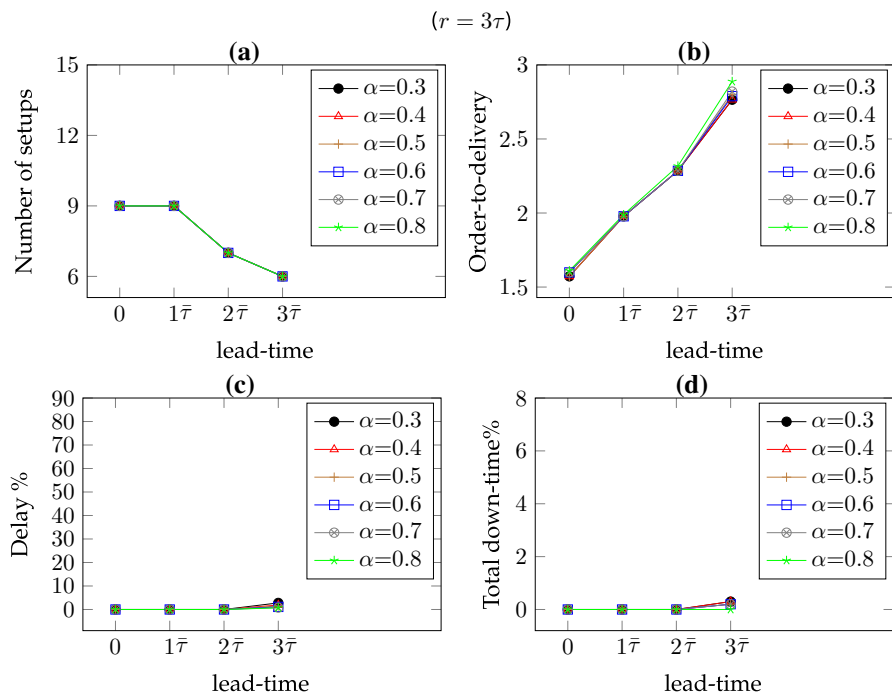 (r = 3τ)
(a)
Number of setups
15
12
9
6
0
1τ̄
2τ̄
3τ̄
lead-time
α=0.3
α=0.4
α=0.5
α=0.6
α=0.7
α=0.8
(b)
Order-to-delivery
3
2.5
2
1.5
0
1τ̄
2τ̄
3τ̄
lead-time
α=0.3
α=0.4
α=0.5
α=0.6
α=0.7
α=0.8
(c)
Delay %
90
80
70
60
50
40
30
20
10
0
0
1τ̄
2τ̄
3τ̄
lead-time
α=0.3
α=0.4
α=0.5
α=0.6
α=0.7
α=0.8
(d)
Total down-time%
8
6
4
2
0
0
1τ̄
2τ̄
3τ̄
lead-time
α=0.3
α=0.4
α=0.5
α=0.6
α=0.7
α=0.8